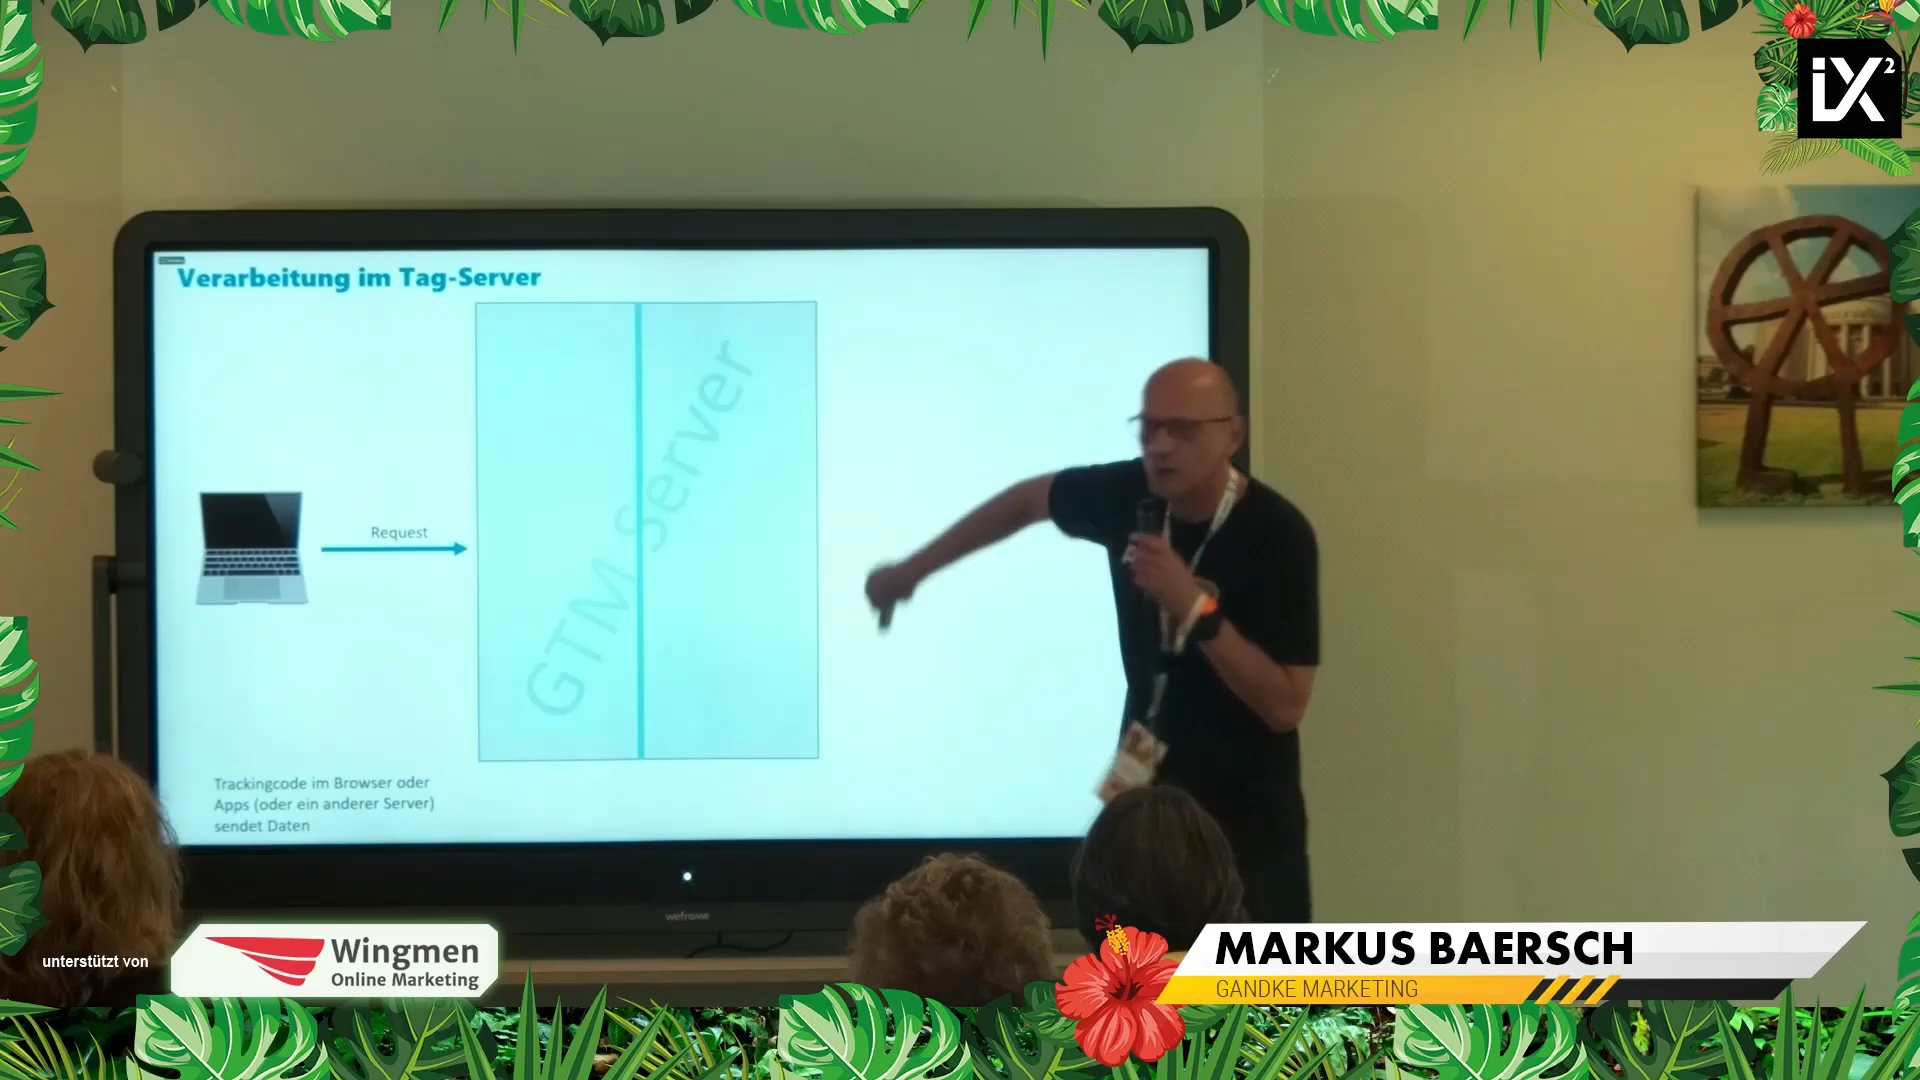 iX²
Verarbeitung im Tag-Server
GTM Server
Request
Trackingcode im Browser oder
Apps (oder ein anderer Server)
sendet Daten
weframe
unterstützt von
Wingmen
Online Marketing
MARKUS BAERSCH
GANDKE MARKETING